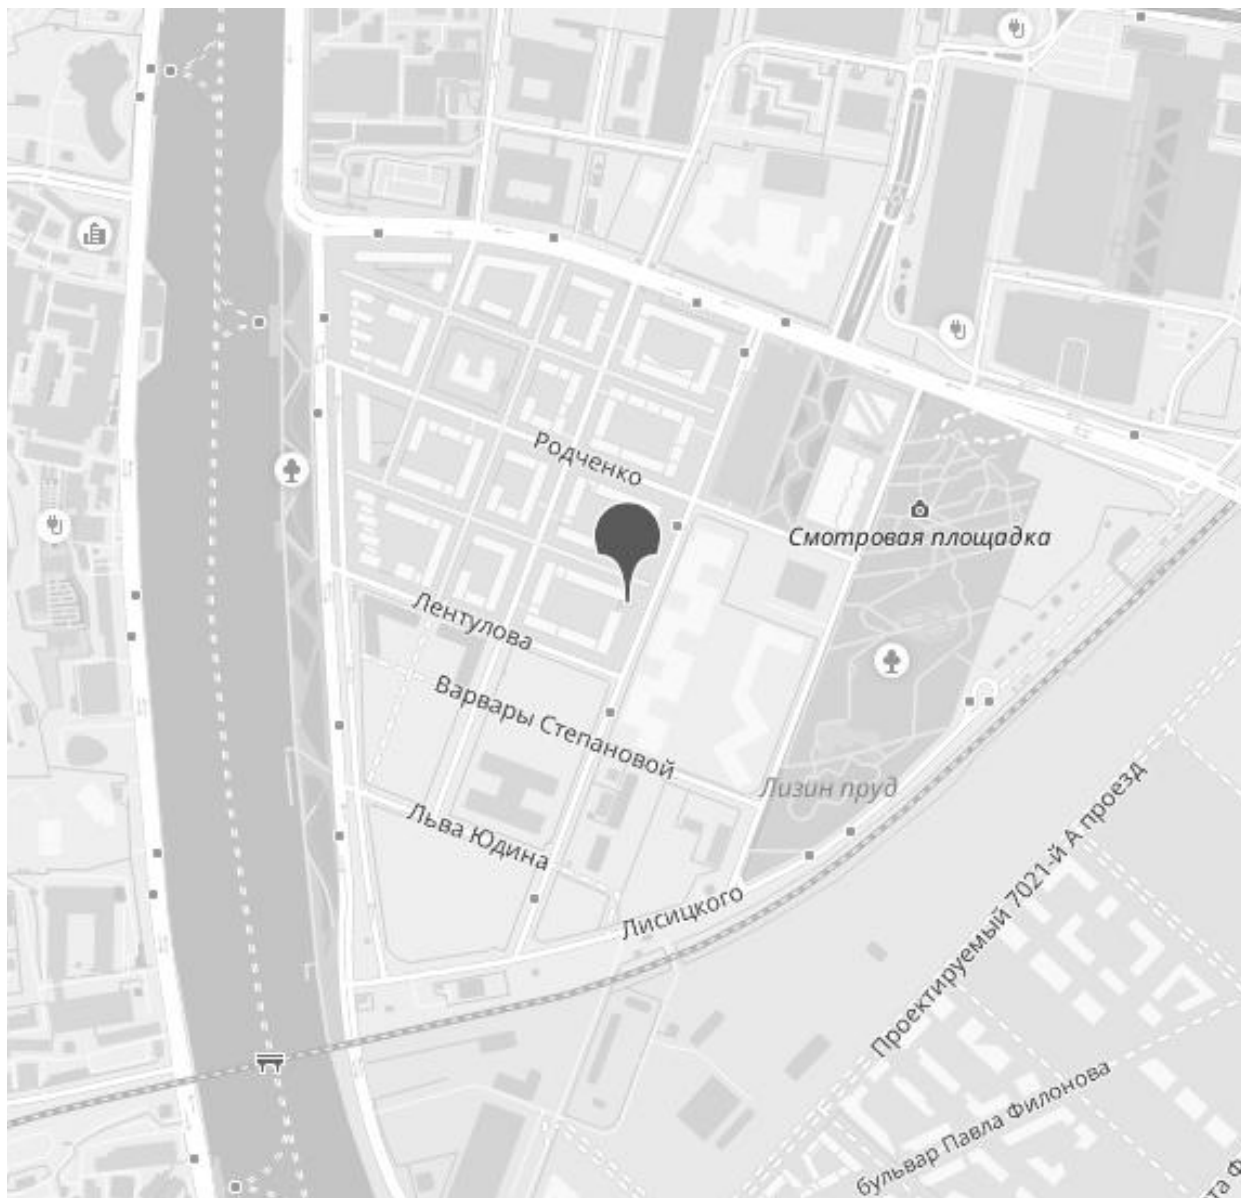 Родченко
Смотровая площадка
Лентулова
Варвары Степановой
Лизин пруд
Льва Юдина
Лисицкого
Проектируемый 7021-й А проезд
бульвар Павла Филонова